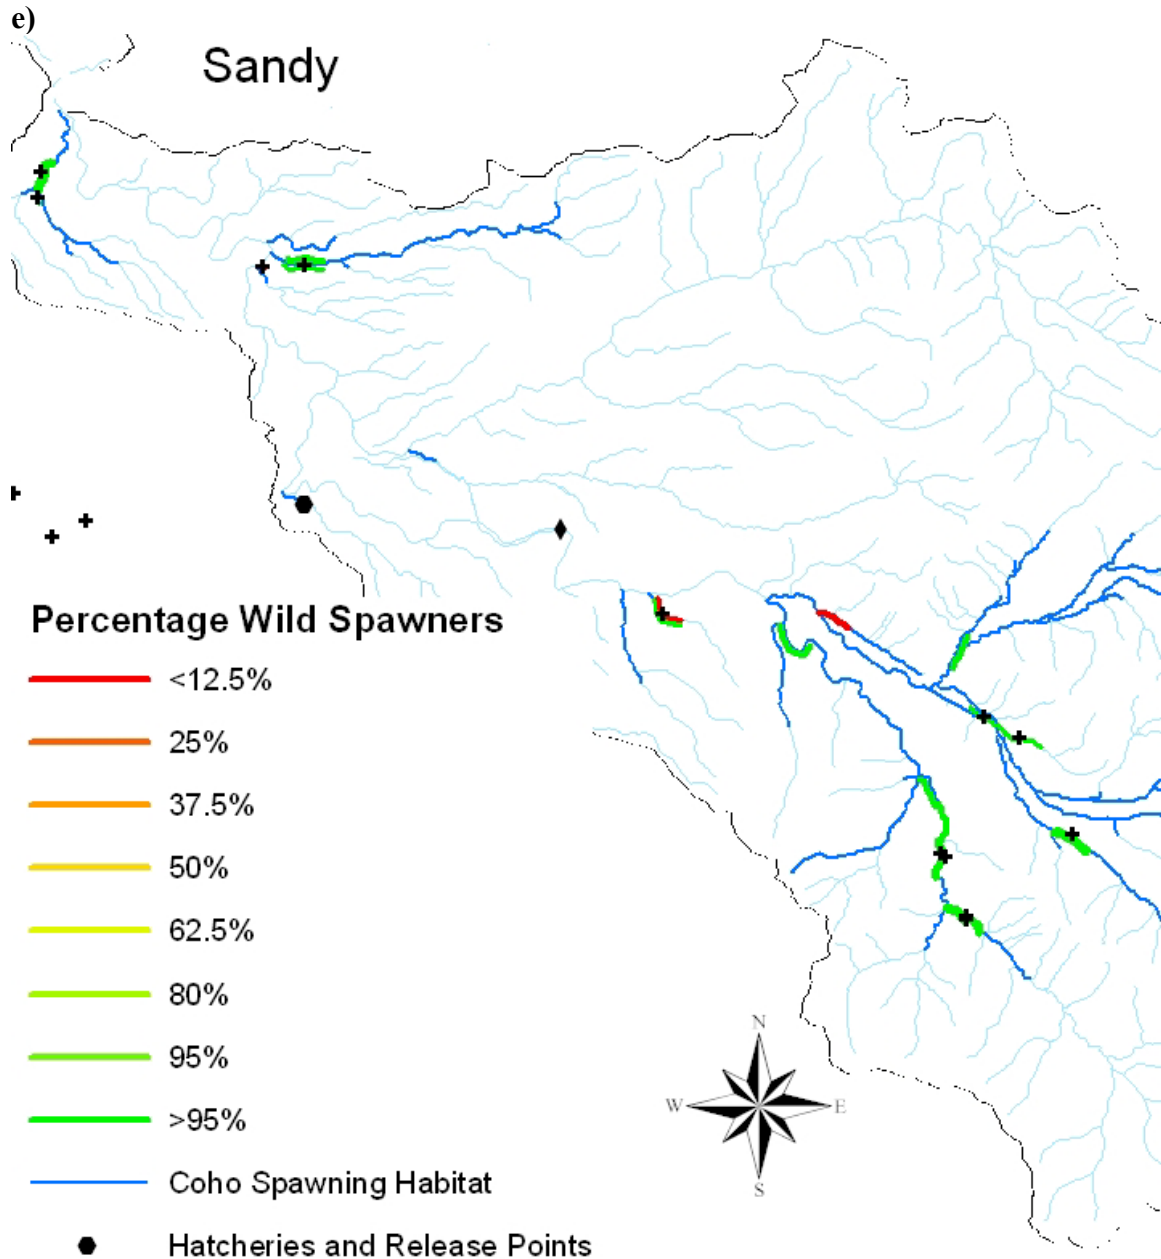 e)
Sandy
Percentage Wild Spawners
<12.5%
25%
37.5%
50%
62.5%
80%
95%
>95%
Coho Spawning Habitat
Hatcheries and Release Points
N
W
E
S